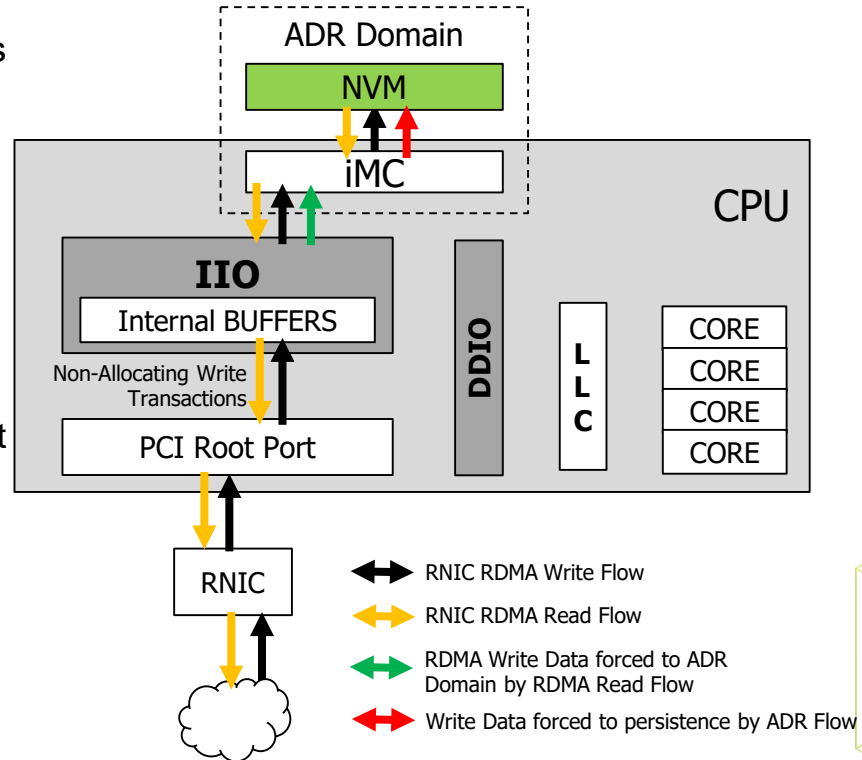 s
ADR Domain
NVM
iMC
CPU
IIO
Internal BUFFERS
DDIO
L
L
C
CORE
CORE
CORE
CORE
Non-Allocating Write
Transactions
t
PCI Root Port
RNIC
RNIC RDMA Write Flow
RNIC RDMA Read Flow
RDMA Write Data forced to ADR
Domain by RDMA Read Flow
Write Data forced to persistence by ADR Flow